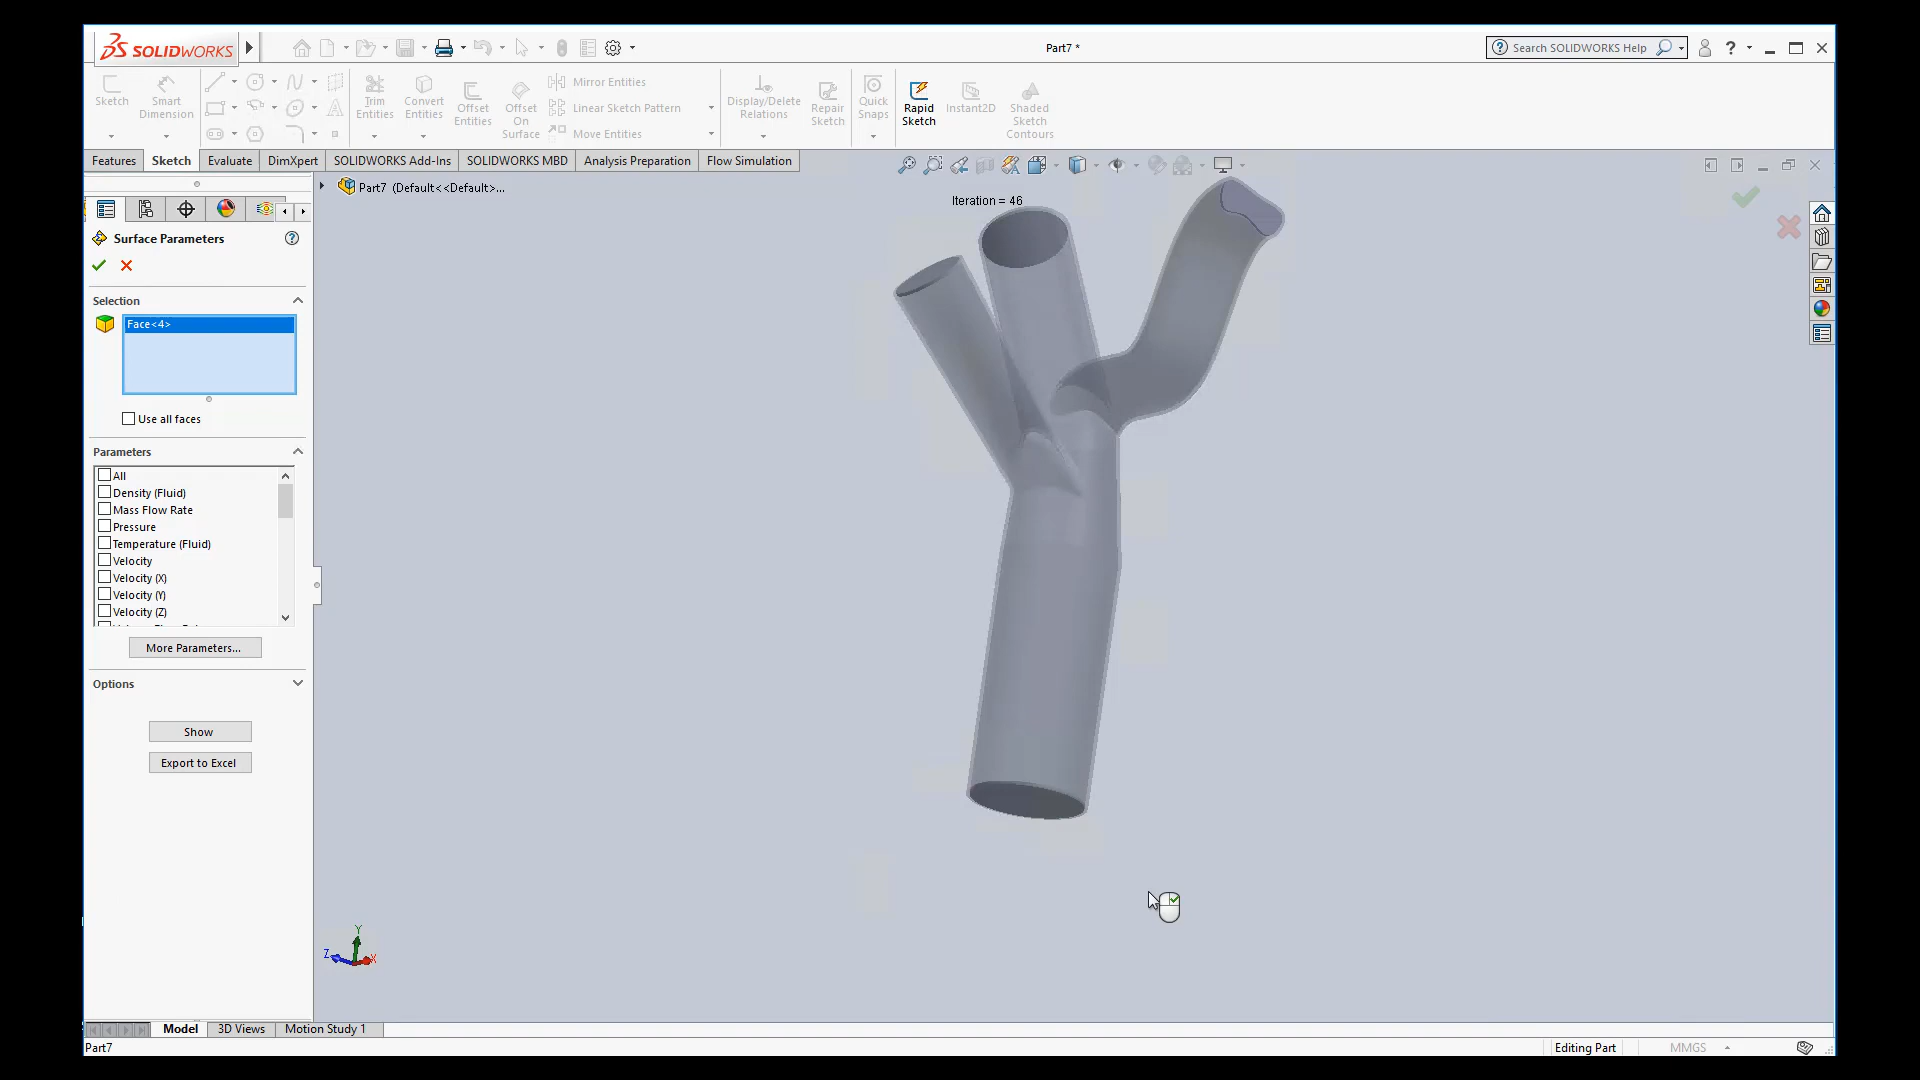 SOLIDWORKS
Part7 *
Search SOLIDWORKS Help
?
Sketch
Smart Dimension
Trim Entities
Convert Entities
Offset Entities
Offset On Surface
Mirror Entities
Linear Sketch Pattern
Move Entities
Display/Delete Relations
Repair Sketch
Quick Snaps
Rapid Sketch
Instant2D
Shaded Sketch Contours
Features
Sketch
Evaluate
DimXpert
SOLIDWORKS Add-Ins
SOLIDWORKS MBD
Analysis Preparation
Flow Simulation
Part7 (Default<<Default>...
Iteration = 46
Surface Parameters
?
Selection
Face<4>
Use all faces
Parameters
All
Density (Fluid)
Mass Flow Rate
Pressure
Temperature (Fluid)
Velocity
Velocity (X)
Velocity (Y)
Velocity (Z)
More Parameters...
Options
Show
Export to Excel
Y
Z
X
Model
3D Views
Motion Study 1
Part7
Editing Part
MMGS